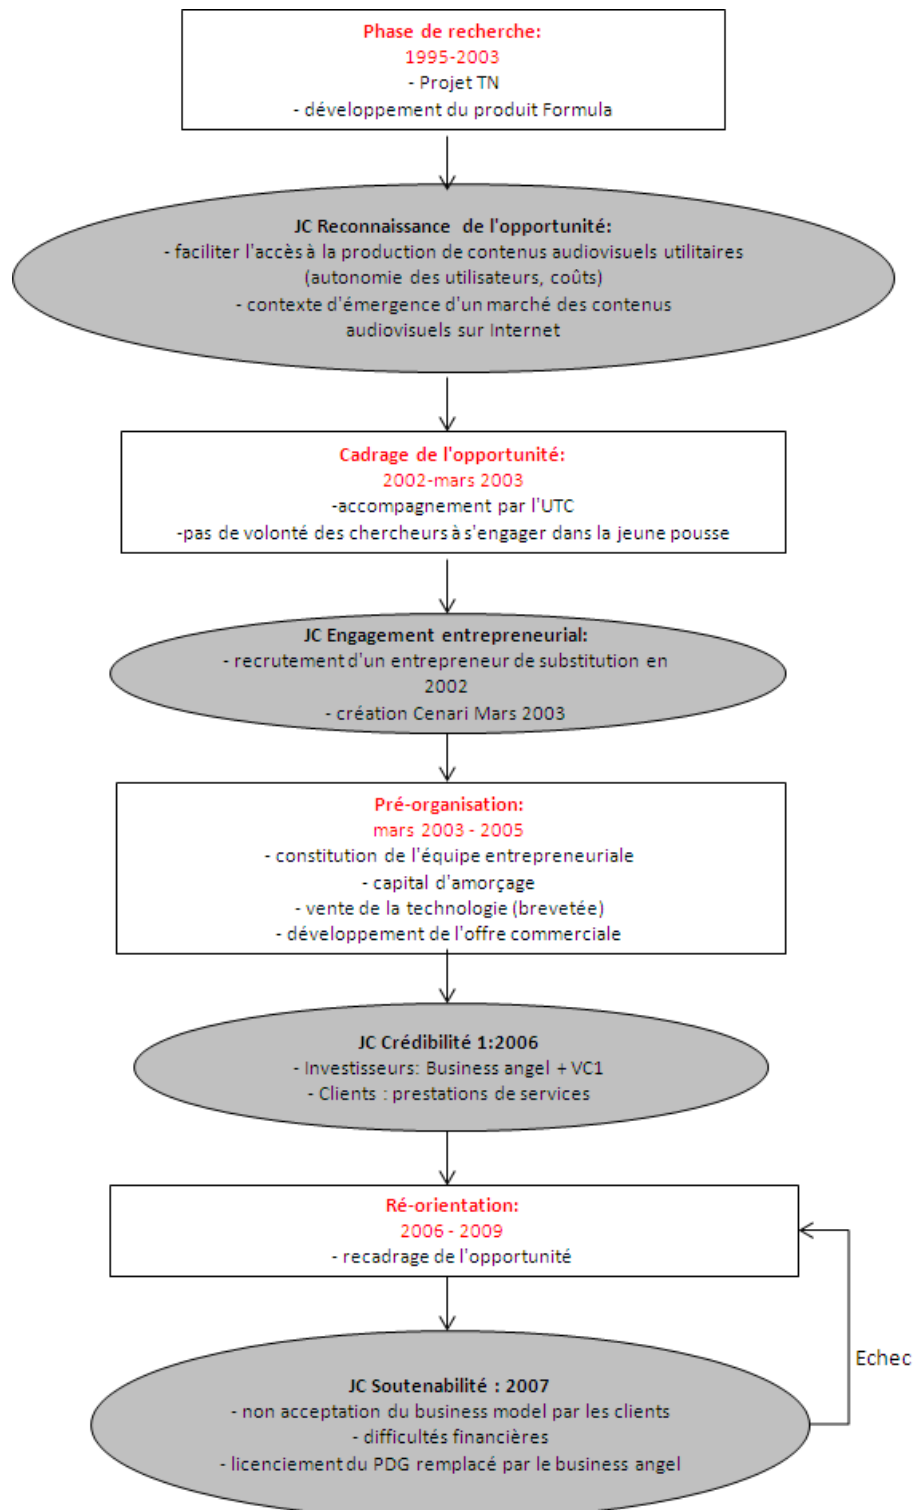 Phase de recherche:
1995-2003
- Projet TN
- développement du produit Formula
JC Reconnaissance de l'opportunité:
- faciliter l'accès à la production de contenus audiovisuels utilitaires
(autonomie des utilisateurs, coûts)
- contexte d'émergence d'un marché des contenus
audiovisuels sur Internet
Cadrage de l'opportunité:
2002-mars 2003
-accompagnement par l'UTC
-pas de volonté des chercheurs à s'engager dans la jeune pousse
JC Engagement entrepreneurial:
- recrutement d'un entrepreneur de substitution en
2002
- création Cenari Mars 2003
Pré-organisation:
mars 2003 - 2005
- constitution de l'équipe entrepreneuriale
- capital d'amorçage
- vente de la technologie (brevetée)
- développement de l'offre commerciale
JC Crédibilité 1:2006
- Investisseurs: Business angel + VC1
- Clients : prestations de services
Ré-orientation:
2006 - 2009
- recadrage de l'opportunité
Echec
JC Soutenabilité : 2007
- non acceptation du business model par les clients
- difficultés financières
- licenciement du PDG remplacé par le business angel